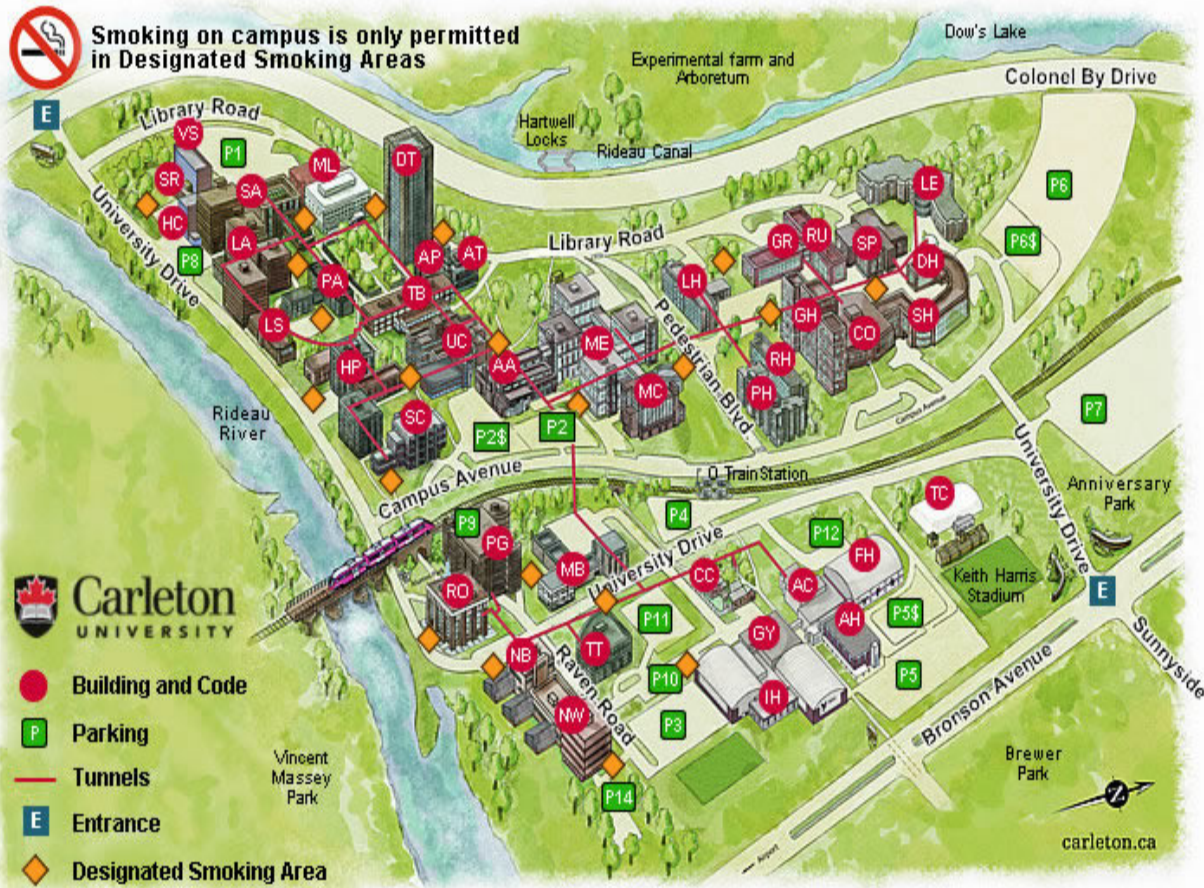 Smoking on campus is only permitted
in Designated Smoking Areas
Dow's Lake
Experimental farm and
Arboretum
Colonel By Drive
E
Library Road
Hartwell
Locks
Rideau Canal
VS
P1
ML
DT
SR
SA
LE
P6
HC
University Drive
LA
P8
AP
AT
Library Road
GR
RU
SP
P6$
DH
PA
TB
LH
Pedestrian Blvd.
LS
UC
ME
GH
CO
SH
HP
AA
RH
MC
PH
Rideau
River
SC
P2$
P2
Campus Avenue
P7
Campus Avenue
O Train Station
University Drive
Anniversary
Park
TC
P9
PG
P4
P12
FH
MB
University Drive
CC
AC
Keith Harris
Stadium
E
Carleton
UNIVERSITY
RO
P11
AH
P5$
Sunnyside
NB
TT
GY
Raven Road
P10
P5
IH
Bronson Avenue
NW
P3
Building and Code
P
Parking
Tunnels
E
Entrance
Designated Smoking Area
Vincent
Massey
Park
P14
Brewer
Park
Airport
Z
carleton.ca